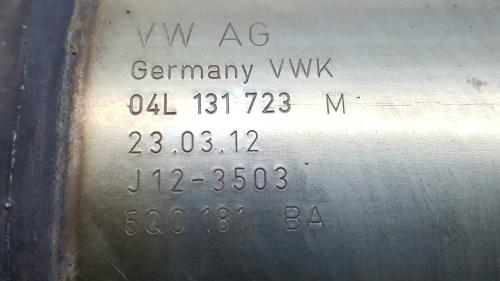 VW AG
Germany VWK
04L 131 723 M
23.03.12
J12-3503
5Q0 181 BA